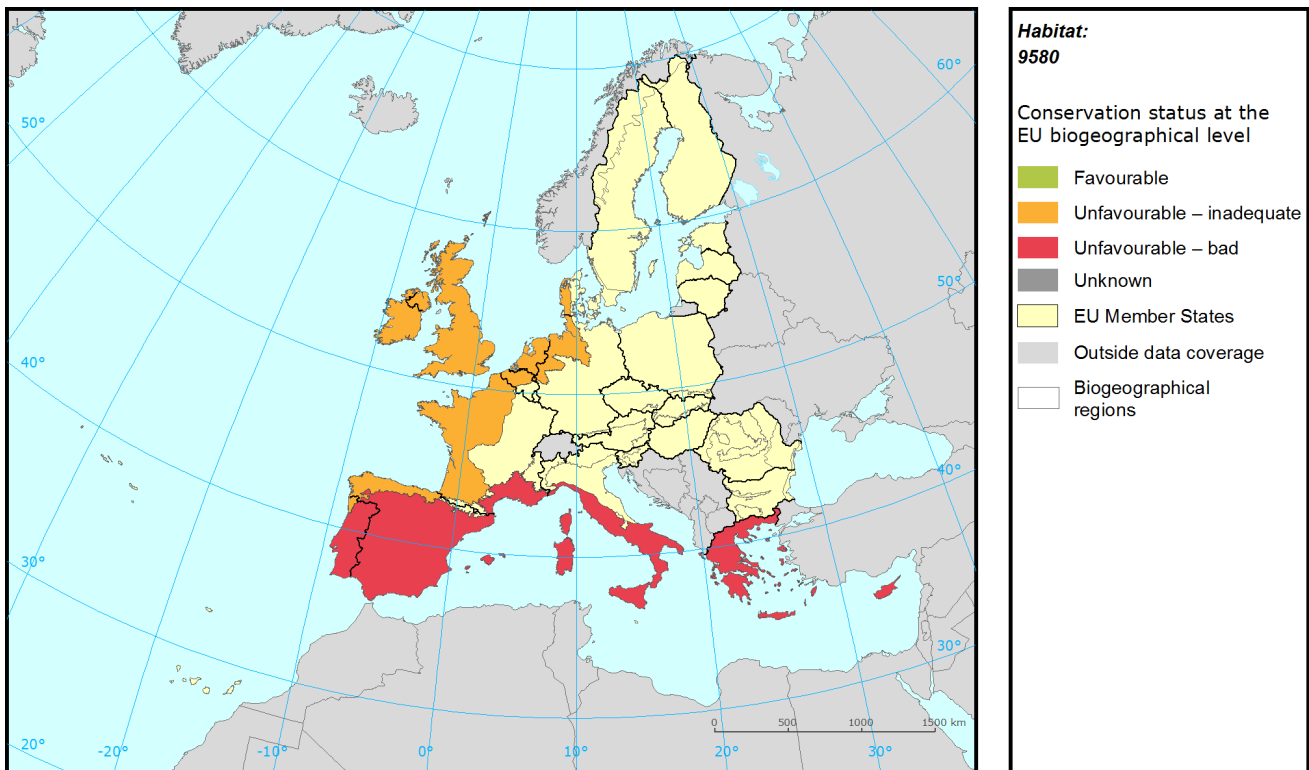 Habitat:
9580
Conservation status at the
EU biogeographical level
Favourable
Unfavourable – inadequate
Unfavourable – bad
Unknown
EU Member States
Outside data coverage
Biogeographical
regions
60°
50°
50°
40°
40°
30°
30°
20°
-20°
-10°
0°
10°
20°
30°
0 500 1000 1500 km